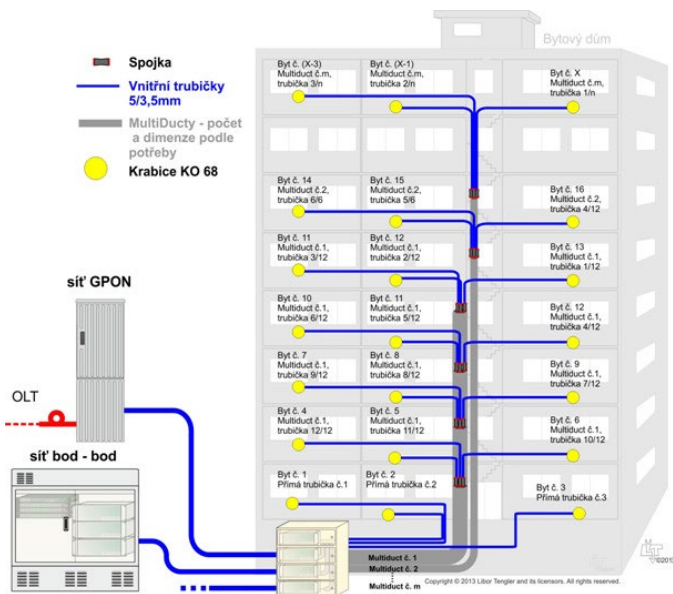 Spojka
Vnitřní trubičky
5/3,5mm
MultiDucty - počet
a dimenze podle
potřeby
Krabice KO 68
Bytový dům
Byt č. (X-3)
Multiduct č.m,
trubička 3/n
Byt č. (X-1)
Multiduct č.m,
trubička 2/n
Byt č. X
Multiduct č.m,
trubička 1/n
Byt č. 14
Multiduct č.2,
trubička 6/6
Byt č. 15
Multiduct č.2,
trubička 5/6
Byt č. 16
Multiduct č.2,
trubička 4/12
Byt č. 11
Multiduct č.1,
trubička 3/12
Byt č. 12
Multiduct č.1,
trubička 2/12
Byt č. 13
Multiduct č.1,
trubička 1/12
Byt č. 10
Multiduct č.1,
trubička 6/12
Byt č. 11
Multiduct č.1,
trubička 5/12
Byt č. 12
Multiduct č.1,
trubička 4/12
Byt č. 7
Multiduct č.1,
trubička 9/12
Byt č. 8
Multiduct č.1,
trubička 8/12
Byt č. 9
Multiduct č.1,
trubička 7/12
Byt č. 4
Multiduct č.1,
trubička 12/12
Byt č. 5
Multiduct č.1,
trubička 11/12
Byt č. 6
Multiduct č.1,
trubička 10/12
Byt č. 1
Přímá trubička č.1
Byt č. 2
Přímá trubička č.2
Byt č. 3
Přímá trubička č.3
síť GPON
OLT
síť bod - bod
Multiduct č. 1
Multiduct č. 2
Multiduct č. m
Copyright © 2013 Libor Tengler and its licensors. All rights reserved.
©2013